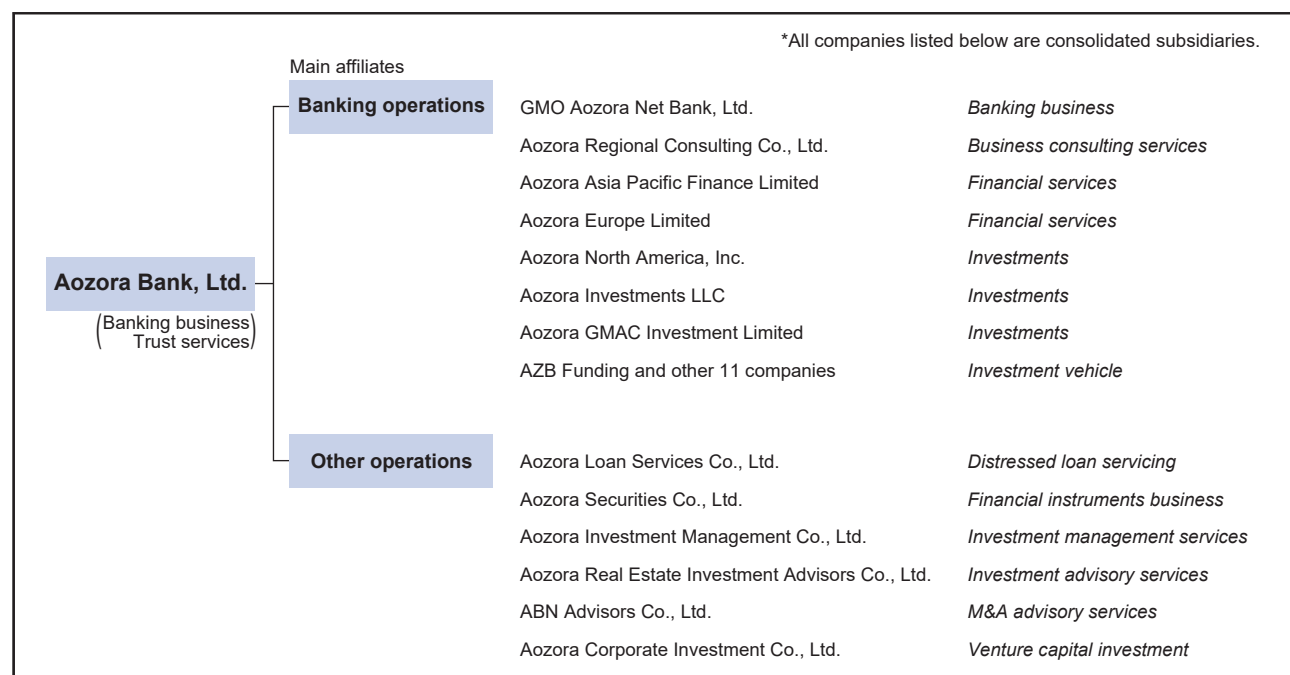 *All companies listed below are consolidated subsidiaries.
Main affiliates
Banking operations
GMO Aozora Net Bank, Ltd. Banking business
Aozora Regional Consulting Co., Ltd. Business consulting services
Aozora Asia Pacific Finance Limited Financial services
Aozora Europe Limited Financial services
Aozora North America, Inc. Investments
Aozora Investments LLC Investments
Aozora GMAC Investment Limited Investments
AZB Funding and other 11 companies Investment vehicle
Aozora Bank, Ltd.
(Banking business
Trust services)
Other operations
Aozora Loan Services Co., Ltd. Distressed loan servicing
Aozora Securities Co., Ltd. Financial instruments business
Aozora Investment Management Co., Ltd. Investment management services
Aozora Real Estate Investment Advisors Co., Ltd. Investment advisory services
ABN Advisors Co., Ltd. M&A advisory services
Aozora Corporate Investment Co., Ltd. Venture capital investment